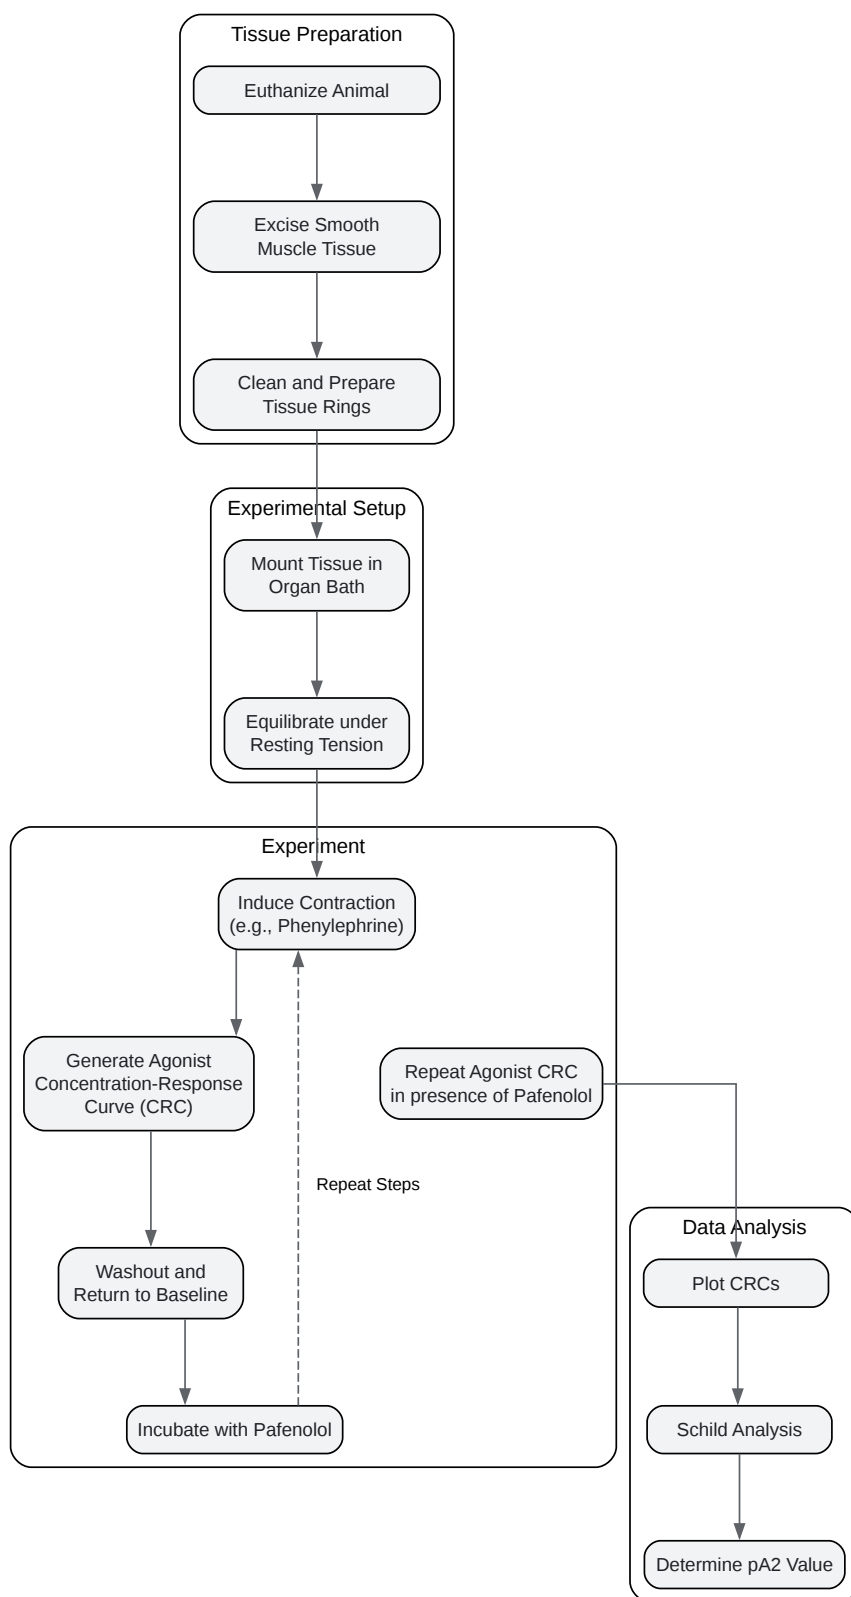 Tissue Preparation
Euthanize Animal
Excise Smooth
Muscle Tissue
Clean and Prepare
Tissue Rings
Experimental Setup
Mount Tissue in
Organ Bath
Equilibrate under
Resting Tension
Experiment
Induce Contraction
(e.g., Phenylephrine)
Generate Agonist
Concentration-Response
Curve (CRC)
Repeat Agonist CRC
in presence of Pafenolol
Repeat Steps
Washout and
Return to Baseline
Incubate with Pafenolol
Data Analysis
Plot CRCs
Schild Analysis
Determine pA2 Value